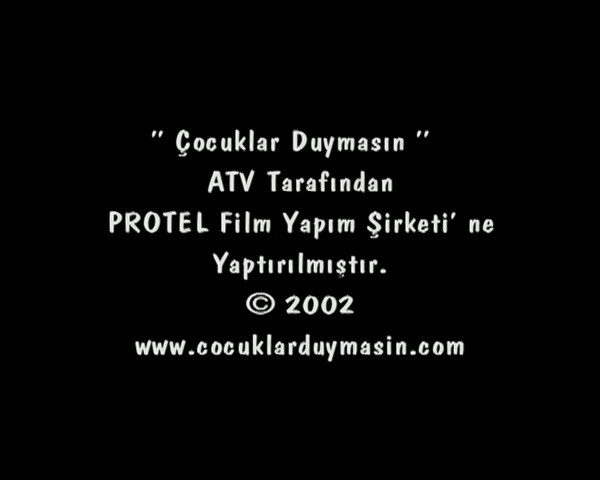 " Çocuklar Duymasın "
ATV Tarafından
PROTEL Film Yapım Şirketi' ne
Yaptırılmıştır.
© 2002
www.cocuklarduymasin.com